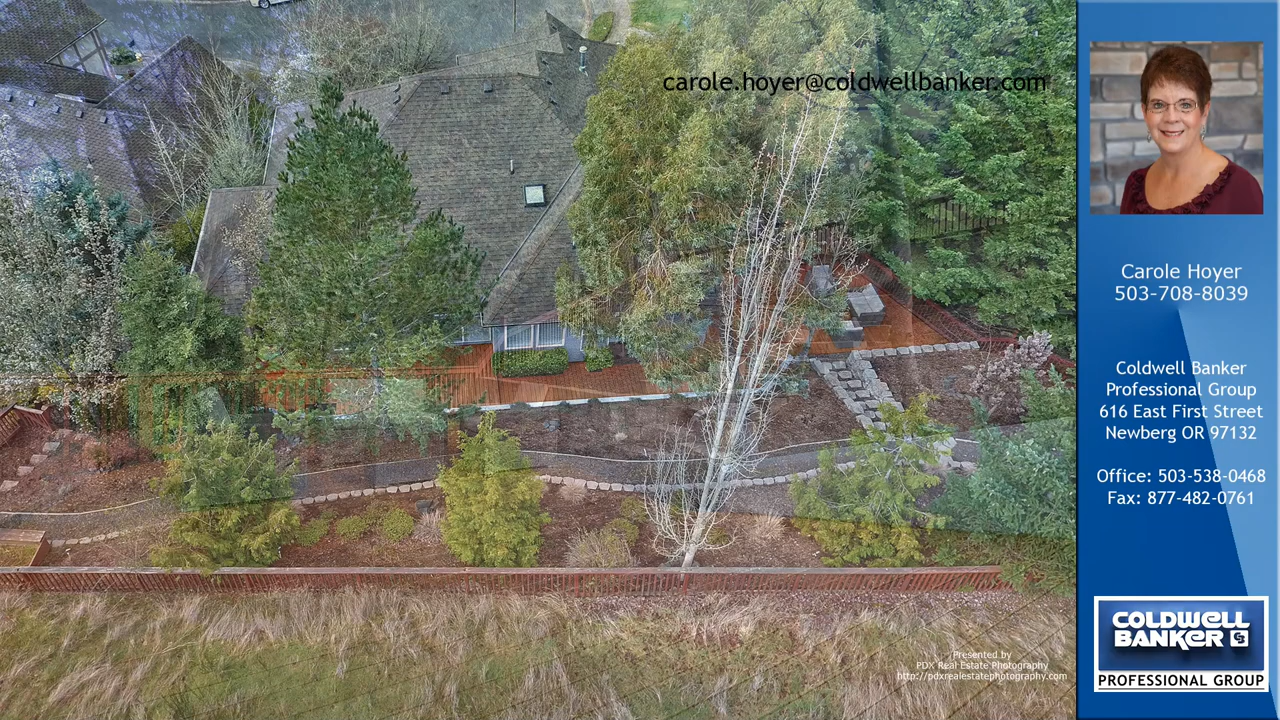 carole.hoyer@coldwellbanker.com
Carole Hoyer
503-708-8039
Coldwell Banker
Professional Group
616 East First Street
Newberg OR 97132
Office: 503-538-0468
Fax: 877-482-0761
COLDWELL
BANKER CB
PROFESSIONAL GROUP
Presented by
PDX Real Estate Photography
http://pdxrealestatephotography.com